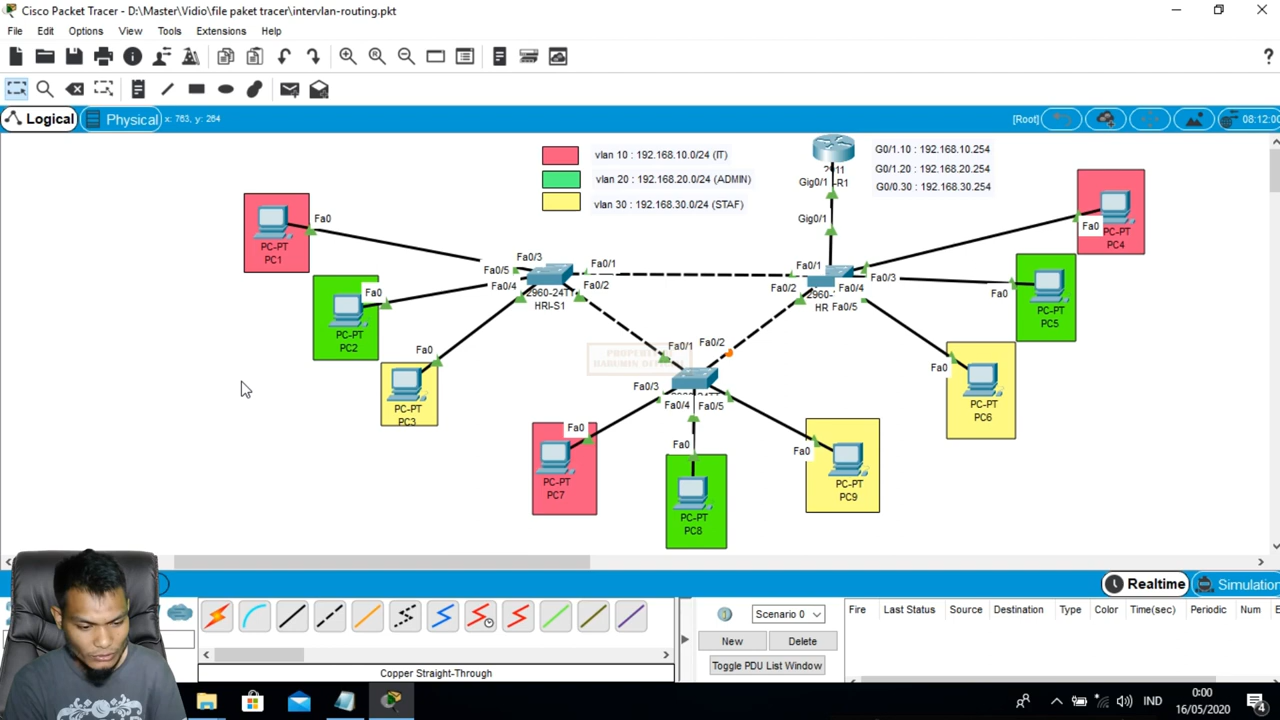 Cisco Packet Tracer - D:\Master\Vidio\file paket tracer\intervlan-routing.pkt
File Edit Options View Tools Extensions Help
Logical Physical x: 763, y: 264 [Root] 08:12:00
vlan 10 : 192.168.10.0/24 (IT)
vlan 20 : 192.168.20.0/24 (ADMIN)
vlan 30 : 192.168.30.0/24 (STAF)
G0/1.10: 192.168.10.254
G0/1.20: 192.168.20.254
G0/0.30: 192.168.30.254
Gig0/1
-R1
Gig0/1
Fa0
PC-PT
PC1
Fa0
PC-PT
PC2
Fa0
PC-PT
PC3
Fa0/3
Fa0/5
Fa0/4
Fa0/1
Fa0/2
2960-24TT
HRI-S1
Fa0/1
Fa0/2
Fa0/3
Fa0/4
Fa0/5
2960-
HR
Fa0
PC-PT
PC4
Fa0
PC-PT
PC5
Fa0
PC-PT
PC6
Fa0/1
Fa0/2
Fa0/3
Fa0/4
Fa0/5
Fa0
PC-PT
PC7
Fa0
PC-PT
PC8
Fa0
PC-PT
PC9
Realtime Simulation
Scenario 0
New Delete
Toggle PDU List Window
Fire Last Status Source Destination Type Color Time(sec) Periodic Num E
Copper Straight-Through
IND
0:00
16/05/2020
4